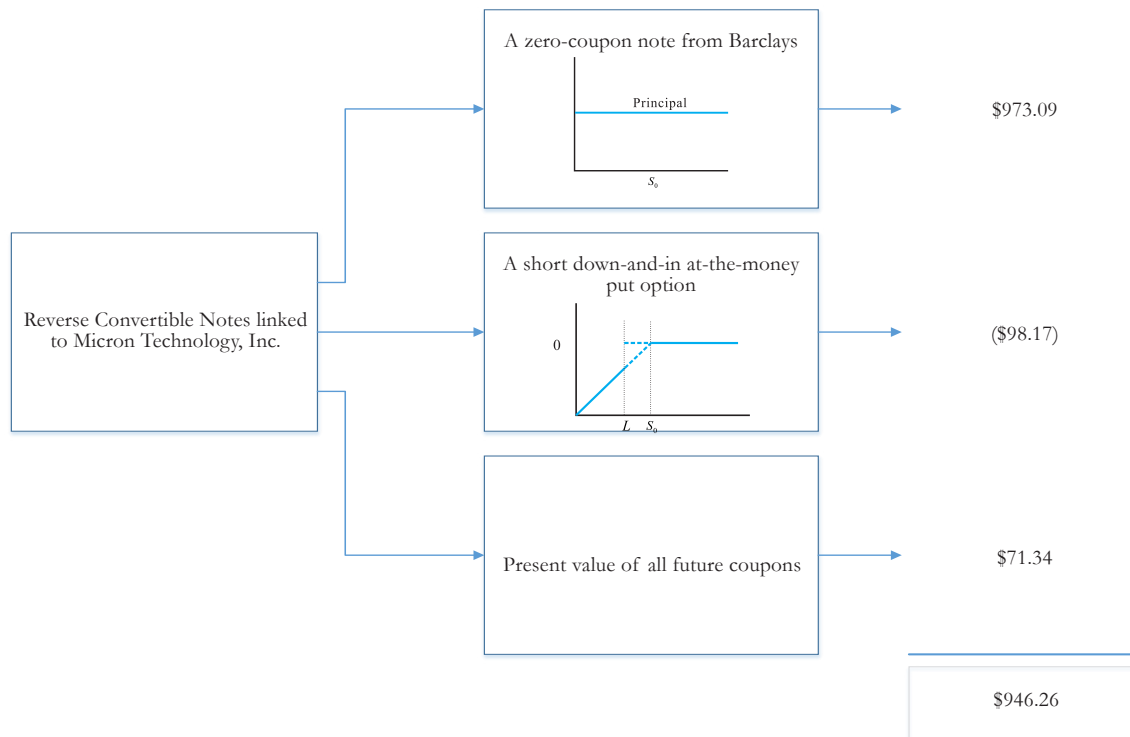 A zero-coupon note from Barclays
Principal
S₀
$973.09
Reverse Convertible Notes linked
to Micron Technology, Inc.
A short down-and-in at-the-money
put option
0
L S₀
($98.17)
Present value of all future coupons
$71.34
$946.26